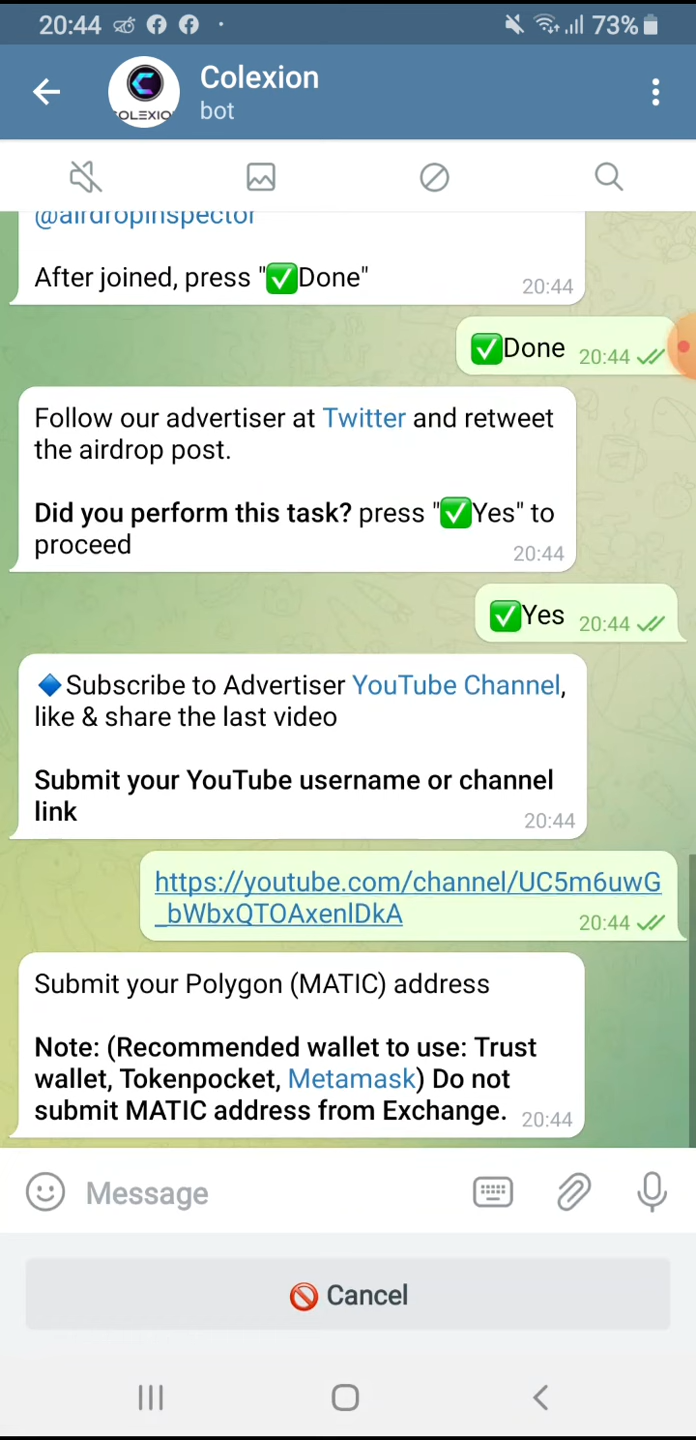 20:44
73%
Colexion
bot
OLEXIO
@airdropinspector
After joined, press "✅Done"
20:44
✅Done 20:44
Follow our advertiser at Twitter and retweet
the airdrop post.
Did you perform this task? press "✅Yes" to
proceed
20:44
✅Yes 20:44
🔷Subscribe to Advertiser YouTube Channel,
like & share the last video
Submit your YouTube username or channel
link
20:44
https://youtube.com/channel/UC5m6uwG
_bWbxQTOAxenlDkA
20:44
Submit your Polygon (MATIC) address
Note: (Recommended wallet to use: Trust
wallet, Tokenpocket, Metamask) Do not
submit MATIC address from Exchange.
20:44
Message
🚫 Cancel